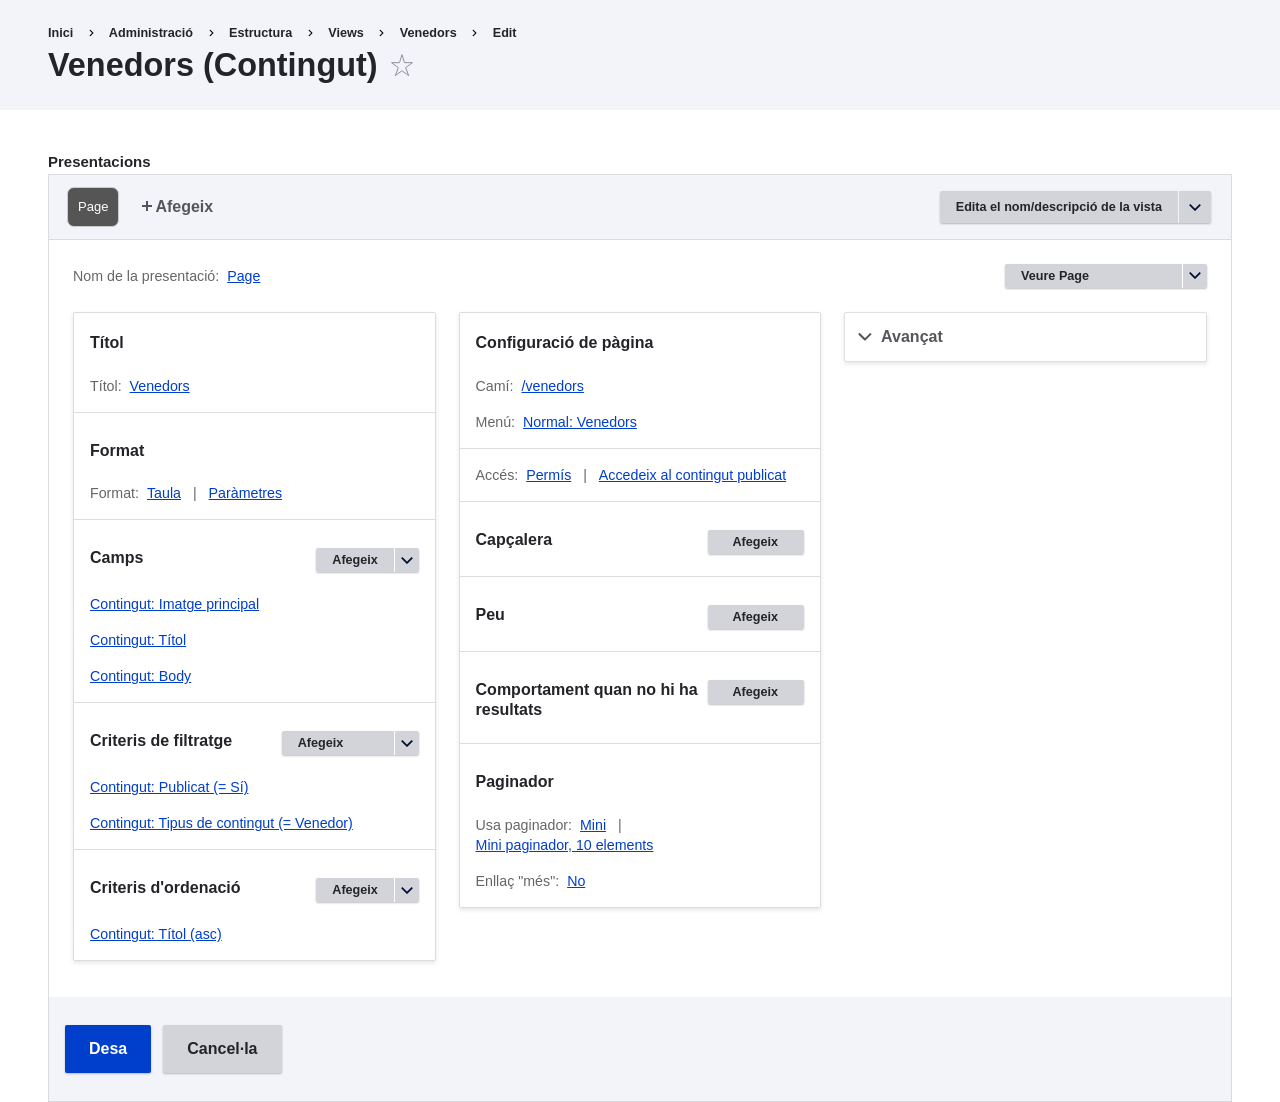 Inici > Administració > Estructura > Views > Venedors > Edit
Venedors (Contingut) ☆
Presentacions
Page
+ Afegeix
Edita el nom/descripció de la vista
Nom de la presentació: Page
Veure Page
Títol
Títol: Venedors
Format
Format: Taula | Paràmetres
Camps
Afegeix
Contingut: Imatge principal
Contingut: Títol
Contingut: Body
Criteris de filtratge
Afegeix
Contingut: Publicat (= Sí)
Contingut: Tipus de contingut (= Venedor)
Criteris d'ordenació
Afegeix
Contingut: Títol (asc)
Configuració de pàgina
Camí: /venedors
Menú: Normal: Venedors
Accés: Permís | Accedeix al contingut publicat
Capçalera
Afegeix
Peu
Afegeix
Comportament quan no hi ha
resultats
Afegeix
Paginador
Usa paginador: Mini |
Mini paginador, 10 elements
Enllaç "més": No
Avançat
Desa
Cancel·la